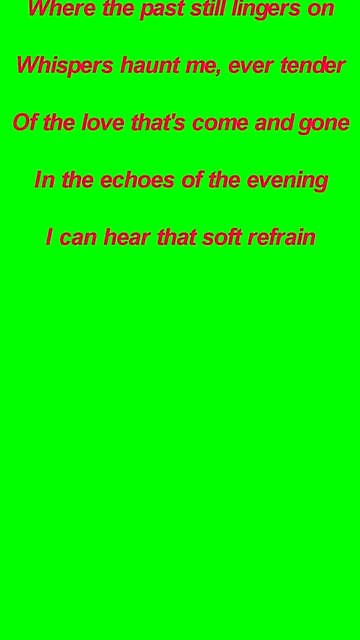 Where the past still lingers on
Whispers haunt me, ever tender
Of the love that's come and gone
In the echoes of the evening
I can hear that soft refrain